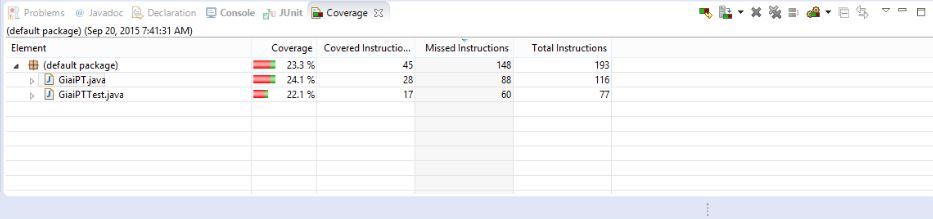 Problems @ Javadoc Declaration Console JUnit Coverage
(default package) (Sep 20, 2015 7:41:31 AM)
Element Coverage Covered Instructio... Missed Instructions Total Instructions
(default package) 23.3 % 45 148 193
GiaiPT.java 24.1 % 28 88 116
GiaiPTTest.java 22.1 % 17 60 77